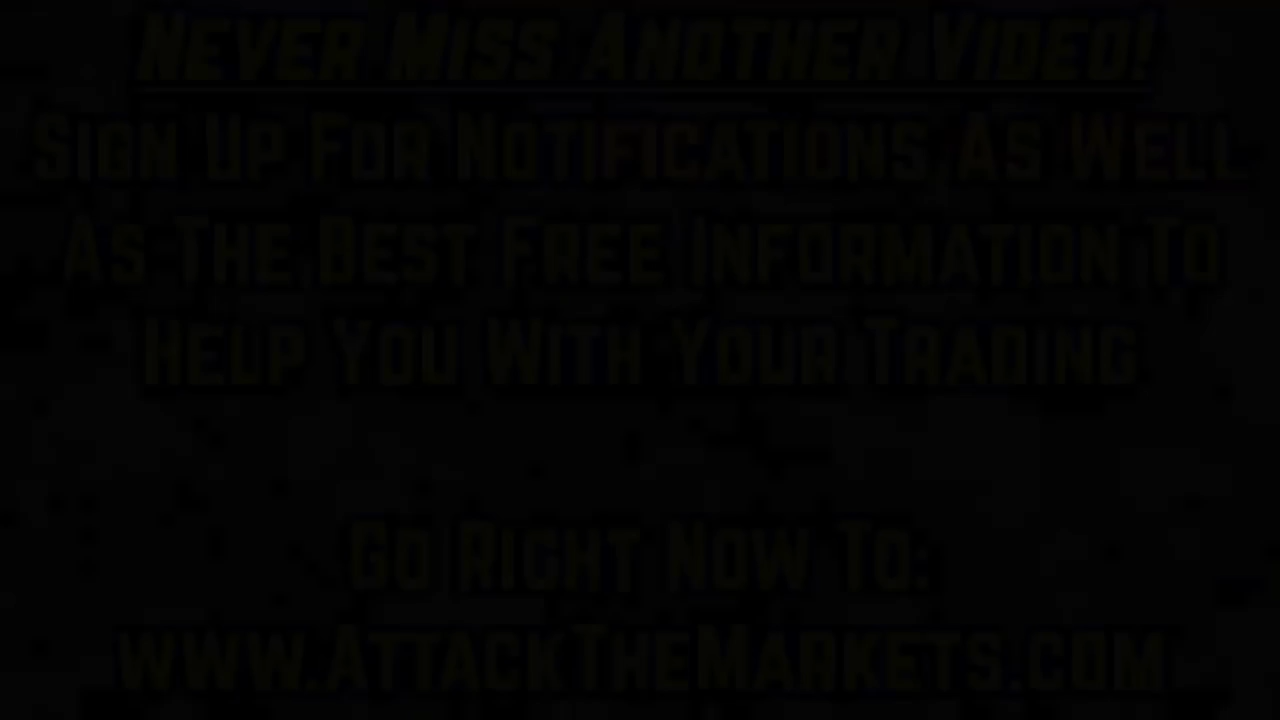 Never Miss Another Video!
Sign Up For Notifications As Well
As The Best Free Information To
Help You With Your Trading
Go Right Now To:
www.AttackTheMarkets.com